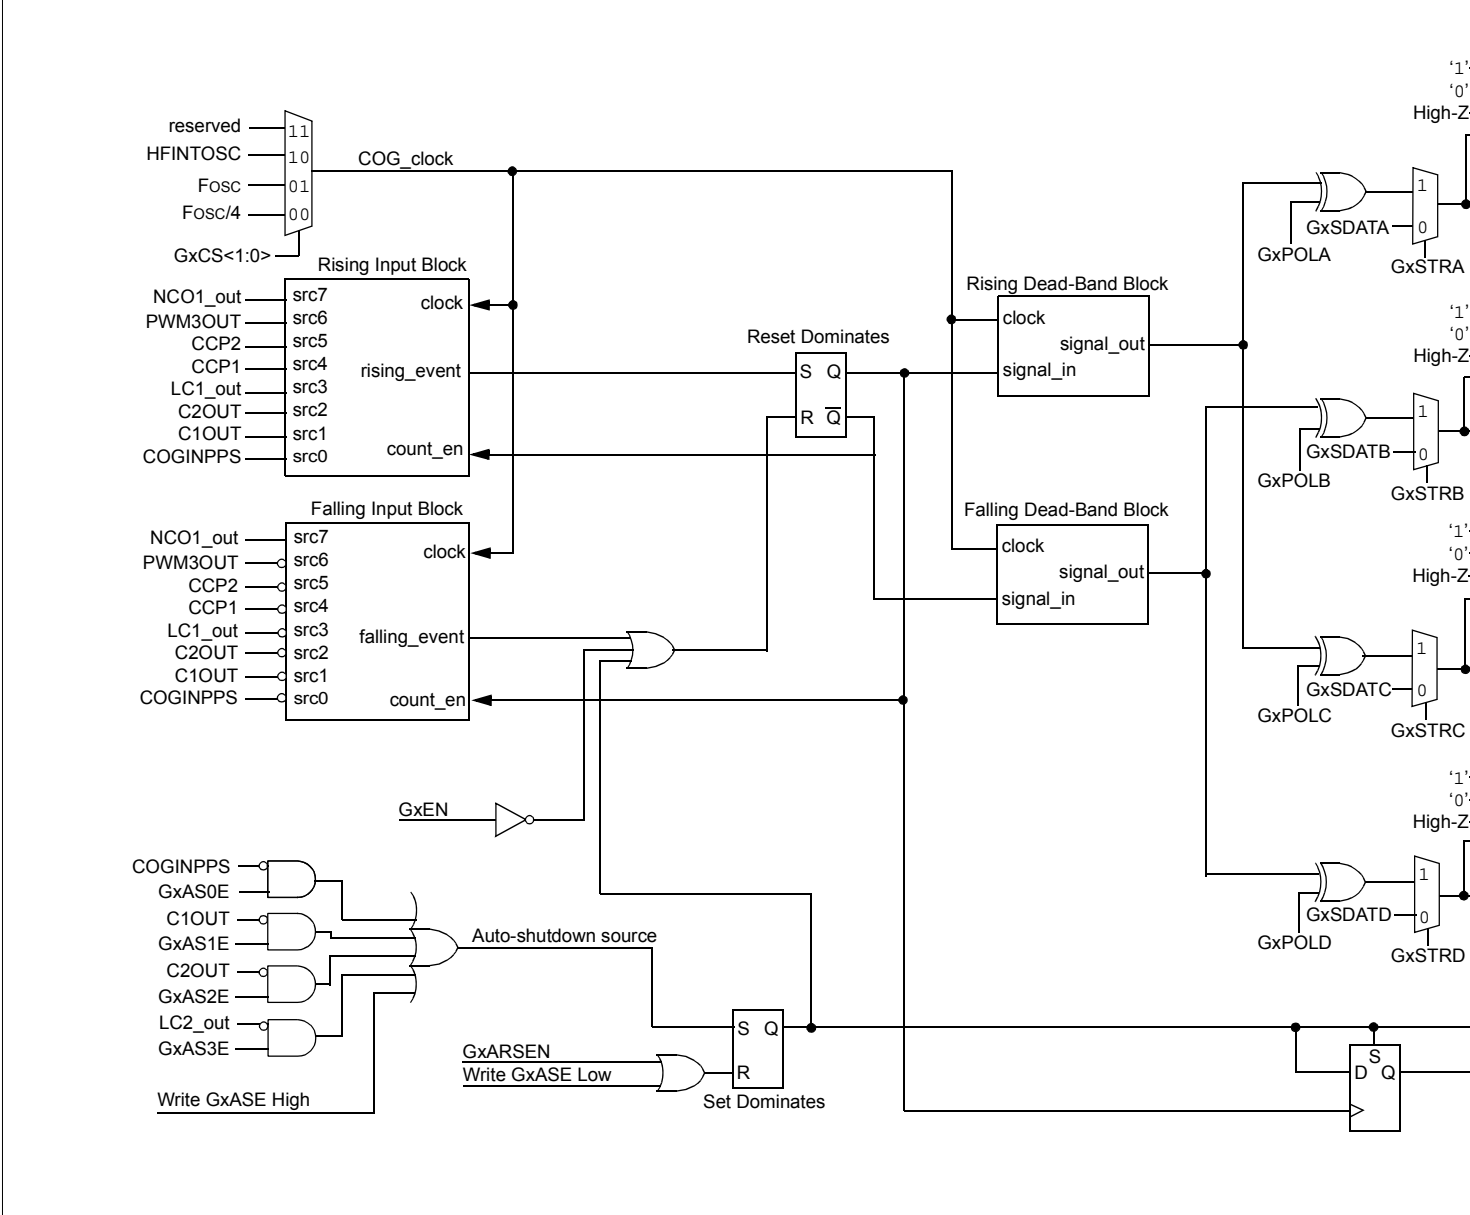 ‘1’
‘0’
High-Z
reserved
11
HFINTOSC
10
COG_clock
FOSC
01
FOSC/4
00
GxCS<1:0>
1
GxSDATA
0
GxPOLA
GxSTRA
Rising Input Block
NCO1_out
src7
PWM3OUT
src6
CCP2
src5
CCP1
src4
LC1_out
src3
C2OUT
src2
C1OUT
src1
COGINPPS
src0
clock
rising_event
count_en
Reset Dominates
S
Q
R
Q
Rising Dead-Band Block
clock
signal_out
signal_in
‘1’
‘0’
High-Z
1
GxSDATB
0
GxPOLB
GxSTRB
Falling Input Block
NCO1_out
src7
PWM3OUT
src6
CCP2
src5
CCP1
src4
LC1_out
src3
C2OUT
src2
C1OUT
src1
COGINPPS
src0
clock
falling_event
count_en
Falling Dead-Band Block
clock
signal_out
signal_in
‘1’
‘0’
High-Z
1
GxSDATC
0
GxPOLC
GxSTRC
GxEN
‘1’
‘0’
High-Z
1
GxSDATD
0
GxPOLD
GxSTRD
COGINPPS
GxAS0E
C1OUT
GxAS1E
C2OUT
GxAS2E
LC2_out
GxAS3E
Write GxASE High
Auto-shutdown source
GxARSEN
Write GxASE Low
S
Q
R
Set Dominates
S
D
Q